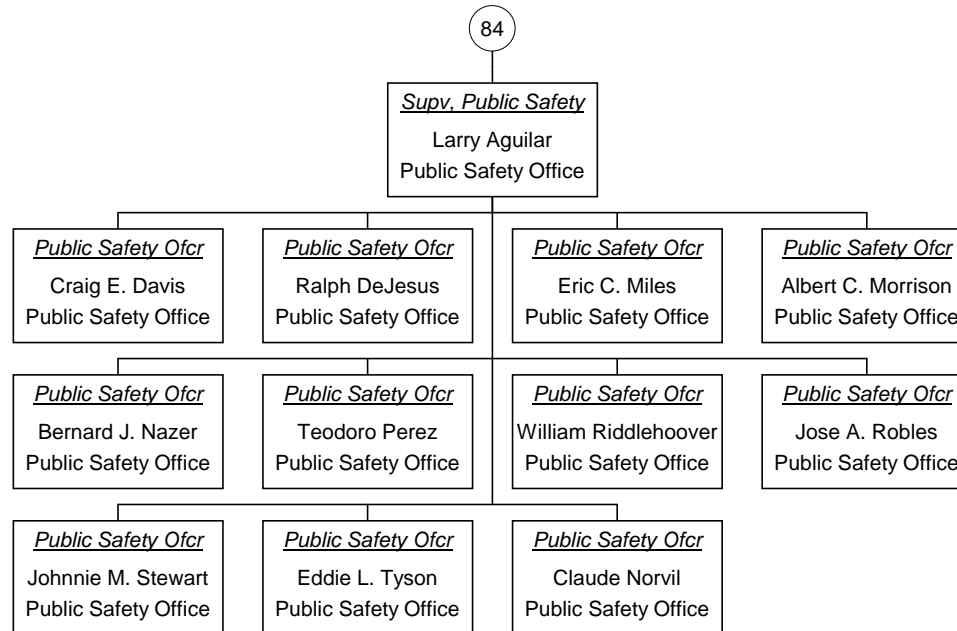 84
Supv, Public Safety
Larry Aguilar
Public Safety Office
Public Safety Ofcr
Craig E. Davis
Public Safety Office
Public Safety Ofcr
Ralph DeJesus
Public Safety Office
Public Safety Ofcr
Eric C. Miles
Public Safety Office
Public Safety Ofcr
Albert C. Morrison
Public Safety Office
Public Safety Ofcr
Bernard J. Nazer
Public Safety Office
Public Safety Ofcr
Teodoro Perez
Public Safety Office
Public Safety Ofcr
William Riddlehoover
Public Safety Office
Public Safety Ofcr
Jose A. Robles
Public Safety Office
Public Safety Ofcr
Johnnie M. Stewart
Public Safety Office
Public Safety Ofcr
Eddie L. Tyson
Public Safety Office
Public Safety Ofcr
Claude Norvil
Public Safety Office